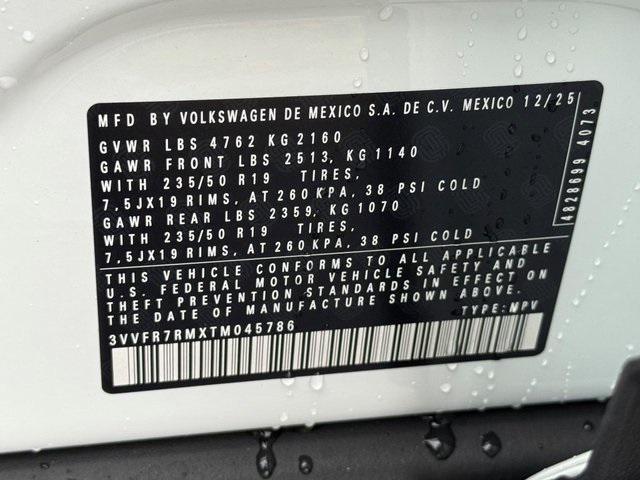 MFD BY VOLKSWAGEN DE MEXICO S.A. DE C.V. MEXICO 12/25
GVWR LBS 4762 KG 2160
GAWR FRONT LBS 2513, KG 1140
WITH 235/50 R19 TIRES,
7,5JX19 RIMS, AT 260 KPA, 38 PSI COLD
GAWR REAR LBS 2359, KG 1070
WITH 235/50 R19 TIRES,
7,5JX19 RIMS, AT 260 KPA, 38 PSI COLD
THIS VEHICLE CONFORMS TO ALL APPLICABLE
U.S. FEDERAL MOTOR VEHICLE SAFETY AND
THEFT PREVENTION STANDARDS IN EFFECT ON
THE DATE OF MANUFACTURE SHOWN ABOVE.
3VVFR7RMXTM045786 TYPE: MPV
4828699 4073